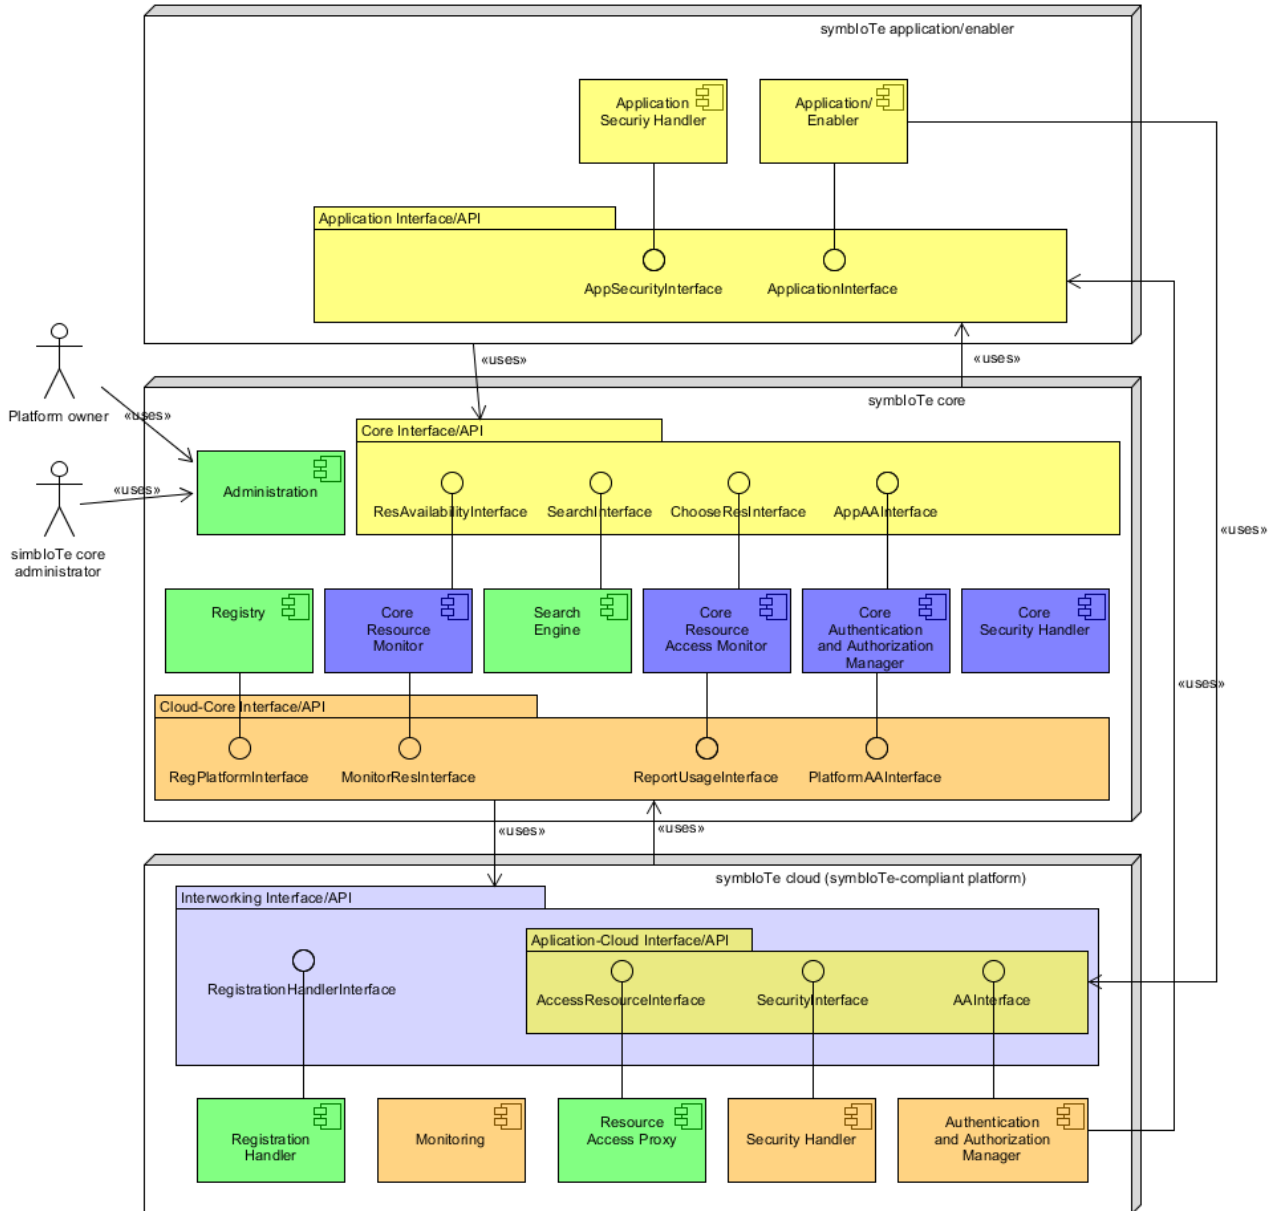 symbIoTe application/enabler
Application
Securiy Handler
Application/
Enabler
Application Interface/API
AppSecurityInterface
ApplicationInterface
«uses»
«uses»
Platform owner
«uses»
symbIoTe core
Core Interface/API
ResAvailabilityInterface
SearchInterface
ChooseResInterface
AppAAInterface
Administration
«uses»
simbIoTe core
administrator
«uses»
Registry
Core
Resource
Monitor
Search
Engine
Core
Resource
Access Monitor
Core
Authentication
and Authorization
Manager
Core
Security Handler
«uses»
Cloud-Core Interface/API
RegPlatformInterface
MonitorResInterface
ReportUsageInterface
PlatformAAInterface
«uses»
«uses»
symbIoTe cloud (symbIoTe-compliant platform)
Interworking Interface/API
Aplication-Cloud Interface/API
RegistrationHandlerInterface
AccessResourceInterface
SecurityInterface
AAInterface
Registration
Handler
Monitoring
Resource
Access Proxy
Security Handler
Authentication
and Authorization
Manager